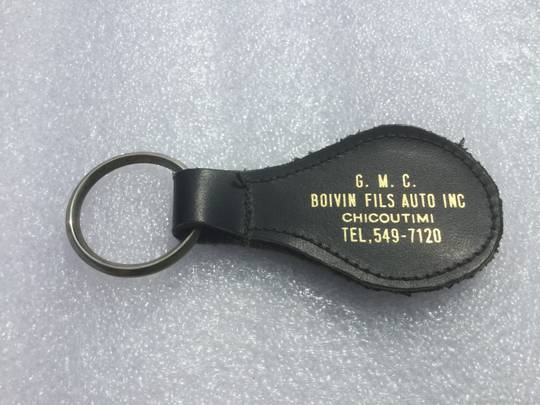 G. M. C.
BOIVIN FILS AUTO INC
CHICOUTIMI
TEL,549-7120